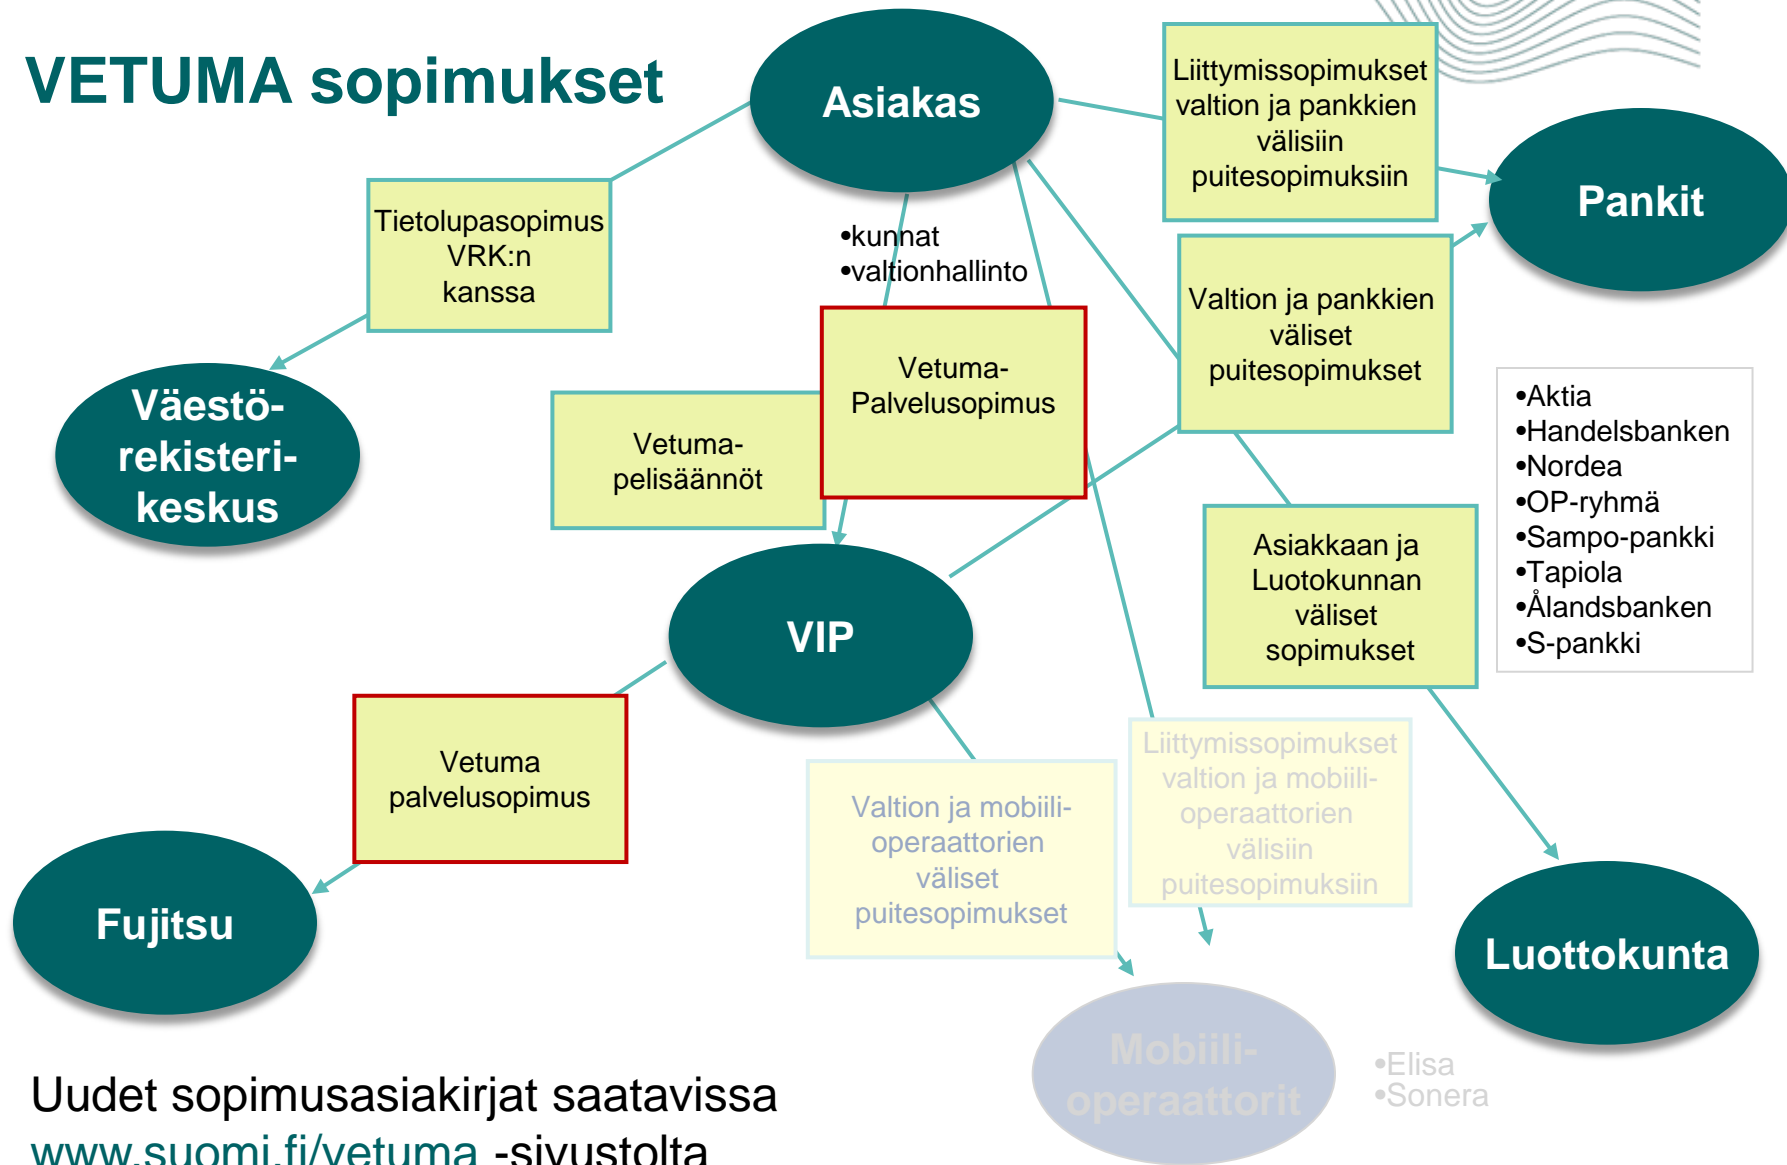 VETUMA sopimukset
Asiakas
•kunnat
•valtionhallinto
Liittymissopimukset
valtion ja pankkien
välisiin
puitesopimuksiin
Pankit
Tietolupasopimus
VRK:n
kanssa
Valtion ja pankkien
väliset
puitesopimukset
Väestö-
rekisteri-
keskus
Vetuma-
pelisäännöt
Vetuma-
Palvelusopimus
•Aktia
•Handelsbanken
•Nordea
•OP-ryhmä
•Sampo-pankki
•Tapiola
•Ålandsbanken
•S-pankki
Asiakkaan ja
Luotokunnan
väliset
sopimukset
VIP
Vetuma
palvelusopimus
Valtion ja mobiili-
operaattorien
väliset
puitesopimukset
Liittymissopimukset
valtion ja mobiili-
operaattorien
välisiin
puitesopimuksiin
Fujitsu
Luottokunta
Mobiili-
operaattorit
•Elisa
•Sonera
Uudet sopimusasiakirjat saatavissa
www.suomi.fi/vetuma -sivustolta